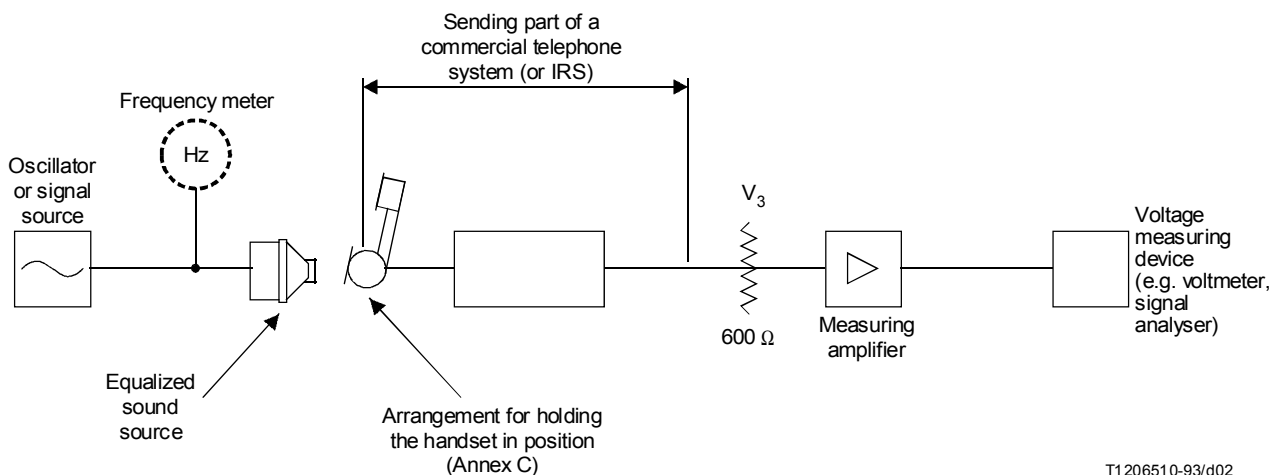 Sending part of a
commercial telephone
system (or IRS)
Frequency meter
Hz
Oscillator
or signal
source
V3
Voltage
measuring
device
(e.g. voltmeter,
signal
analyser)
600 Ω
Measuring
amplifier
Equalized
sound
source
Arrangement for holding
the handset in position
(Annex C)
T1206510-93/d02